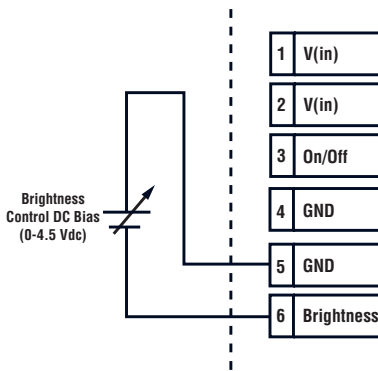 1 V(in)
2 V(in)
3 On/Off
4 GND
5 GND
6 Brightness
Brightness
Control DC Bias
(0-4.5 Vdc)